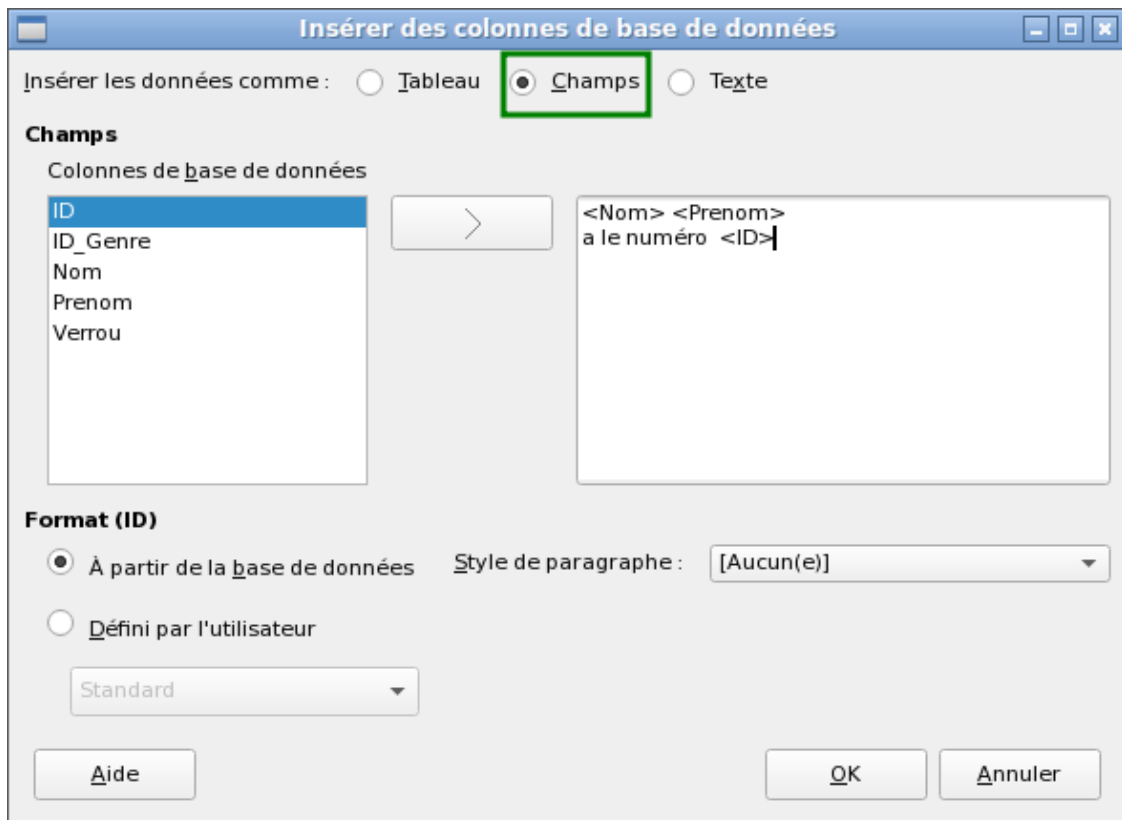 Insérer des colonnes de base de données
Insérer les données comme : Tableau Champs Texte
Champs
Colonnes de base de données
ID
ID_Genre
Nom
Prenom
Verrou
<Nom> <Prenom>
a le numéro  <ID>
Format (ID)
À partir de la base de données Style de paragraphe : [Aucun(e)]
Défini par l'utilisateur
Standard
Aide OK Annuler